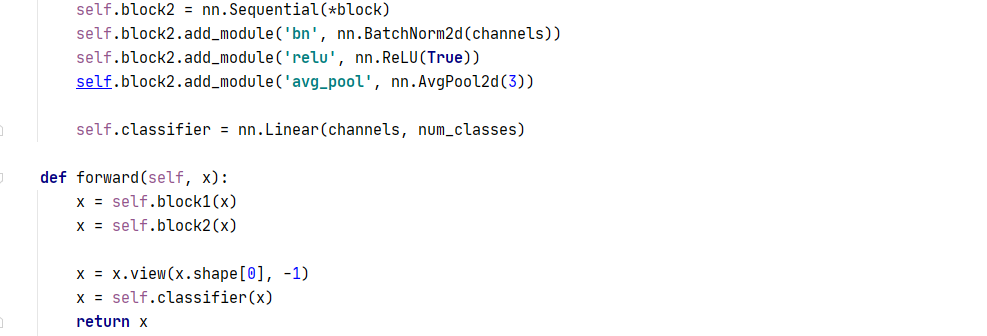 self.block2 = nn.Sequential(*block)
self.block2.add_module('bn', nn.BatchNorm2d(channels))
self.block2.add_module('relu', nn.ReLU(True))
self.block2.add_module('avg_pool', nn.AvgPool2d(3))
self.classifier = nn.Linear(channels, num_classes)
def forward(self, x):
x = self.block1(x)
x = self.block2(x)
x = x.view(x.shape[0], -1)
x = self.classifier(x)
return x